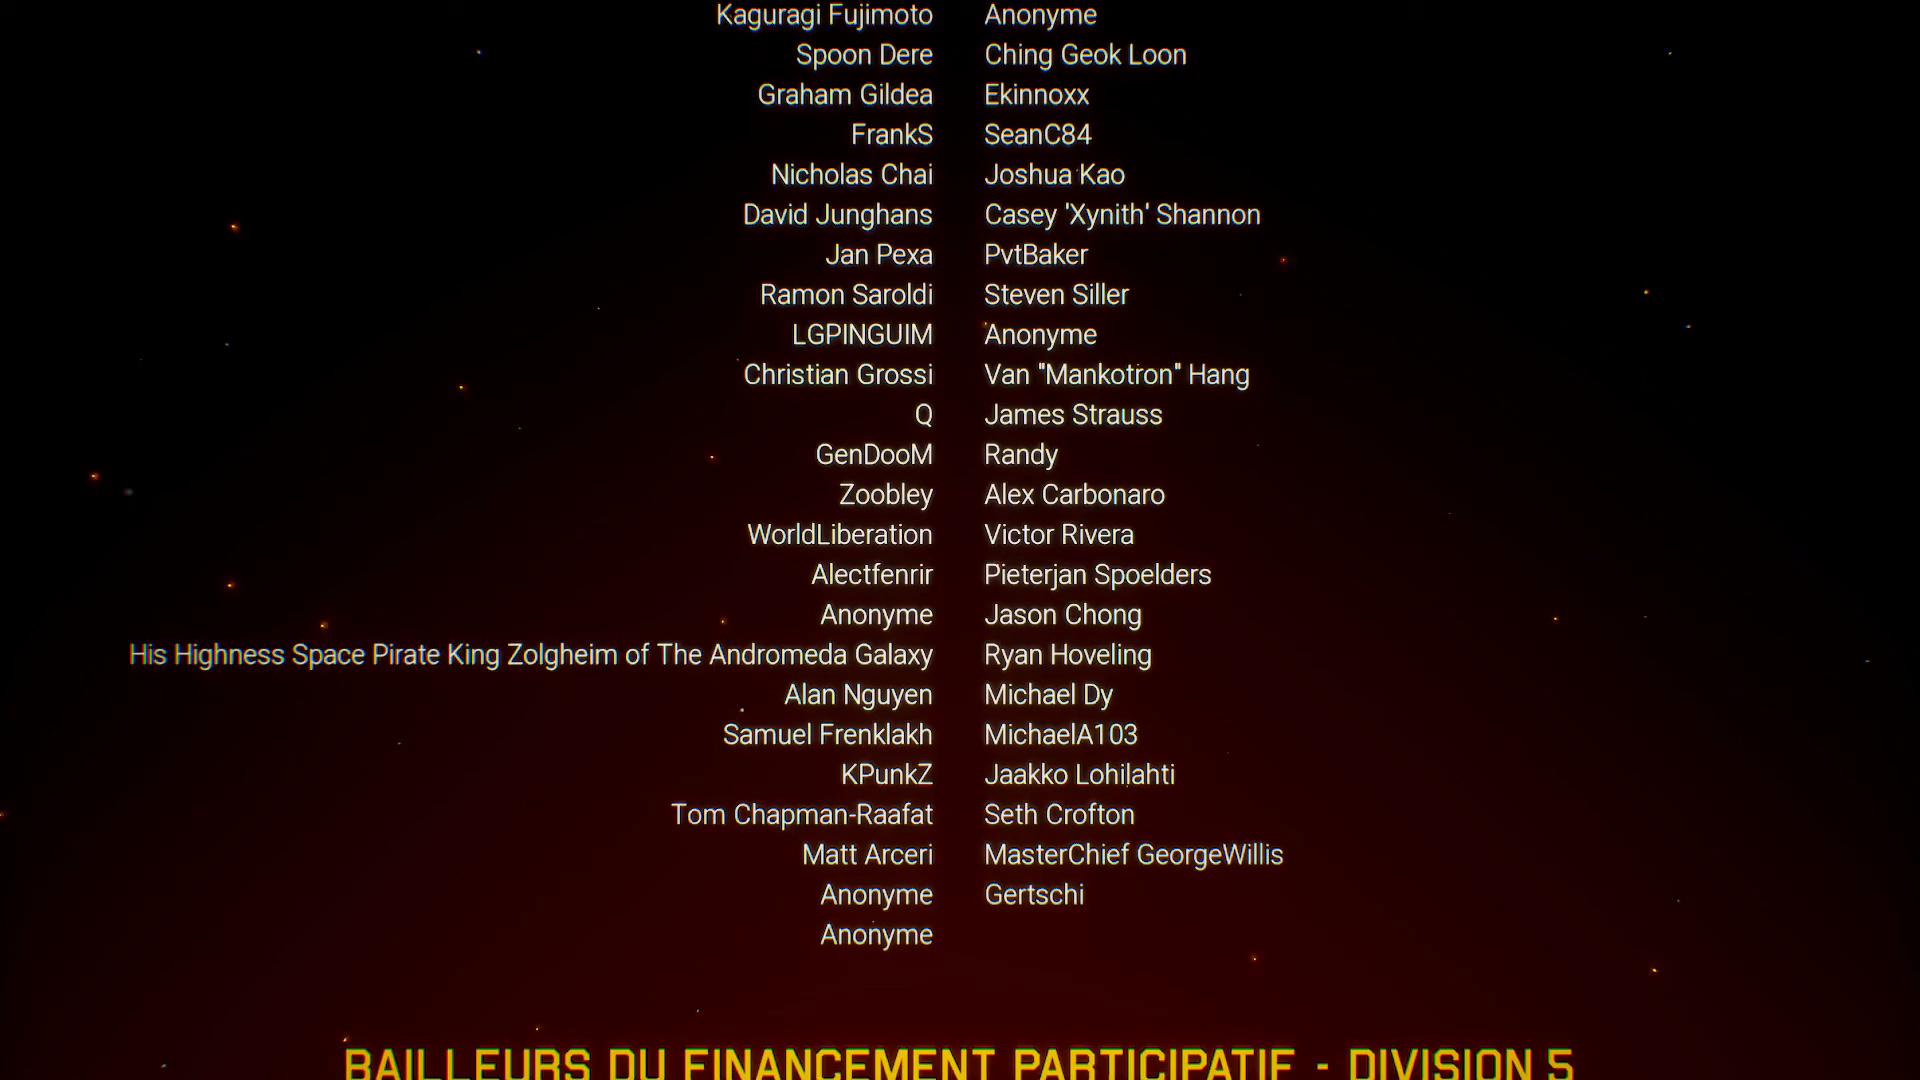 Kaguragi Fujimoto Anonyme
Spoon Dere Ching Geok Loon
Graham Gildea Ekinnoxx
FrankS SeanC84
Nicholas Chai Joshua Kao
David Junghans Casey 'Xynith' Shannon
Jan Pexa PvtBaker
Ramon Saroldi Steven Siller
LGPINGUIM Anonyme
Christian Grossi Van "Mankotron" Hang
Q James Strauss
GenDooM Randy
Zoobley Alex Carbonaro
WorldLiberation Victor Rivera
Alectfenrir Pieterjan Spoelders
Anonyme Jason Chong
His Highness Space Pirate King Zolgheim of The Andromeda Galaxy Ryan Hoveling
Alan Nguyen Michael Dy
Samuel Frenklakh MichaelA103
KPunkZ Jaakko Lohilahti
Tom Chapman-Raafat Seth Crofton
Matt Arceri MasterChief GeorgeWillis
Anonyme Gertschi
Anonyme
BAILLEURS DU FINANCEMENT PARTICIPATIF - DIVISION 5